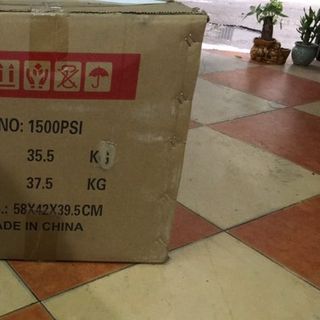 NO: 1500PSI
35.5 KG
37.5 KG
.: 58X42X39.5CM
ADE IN CHINA